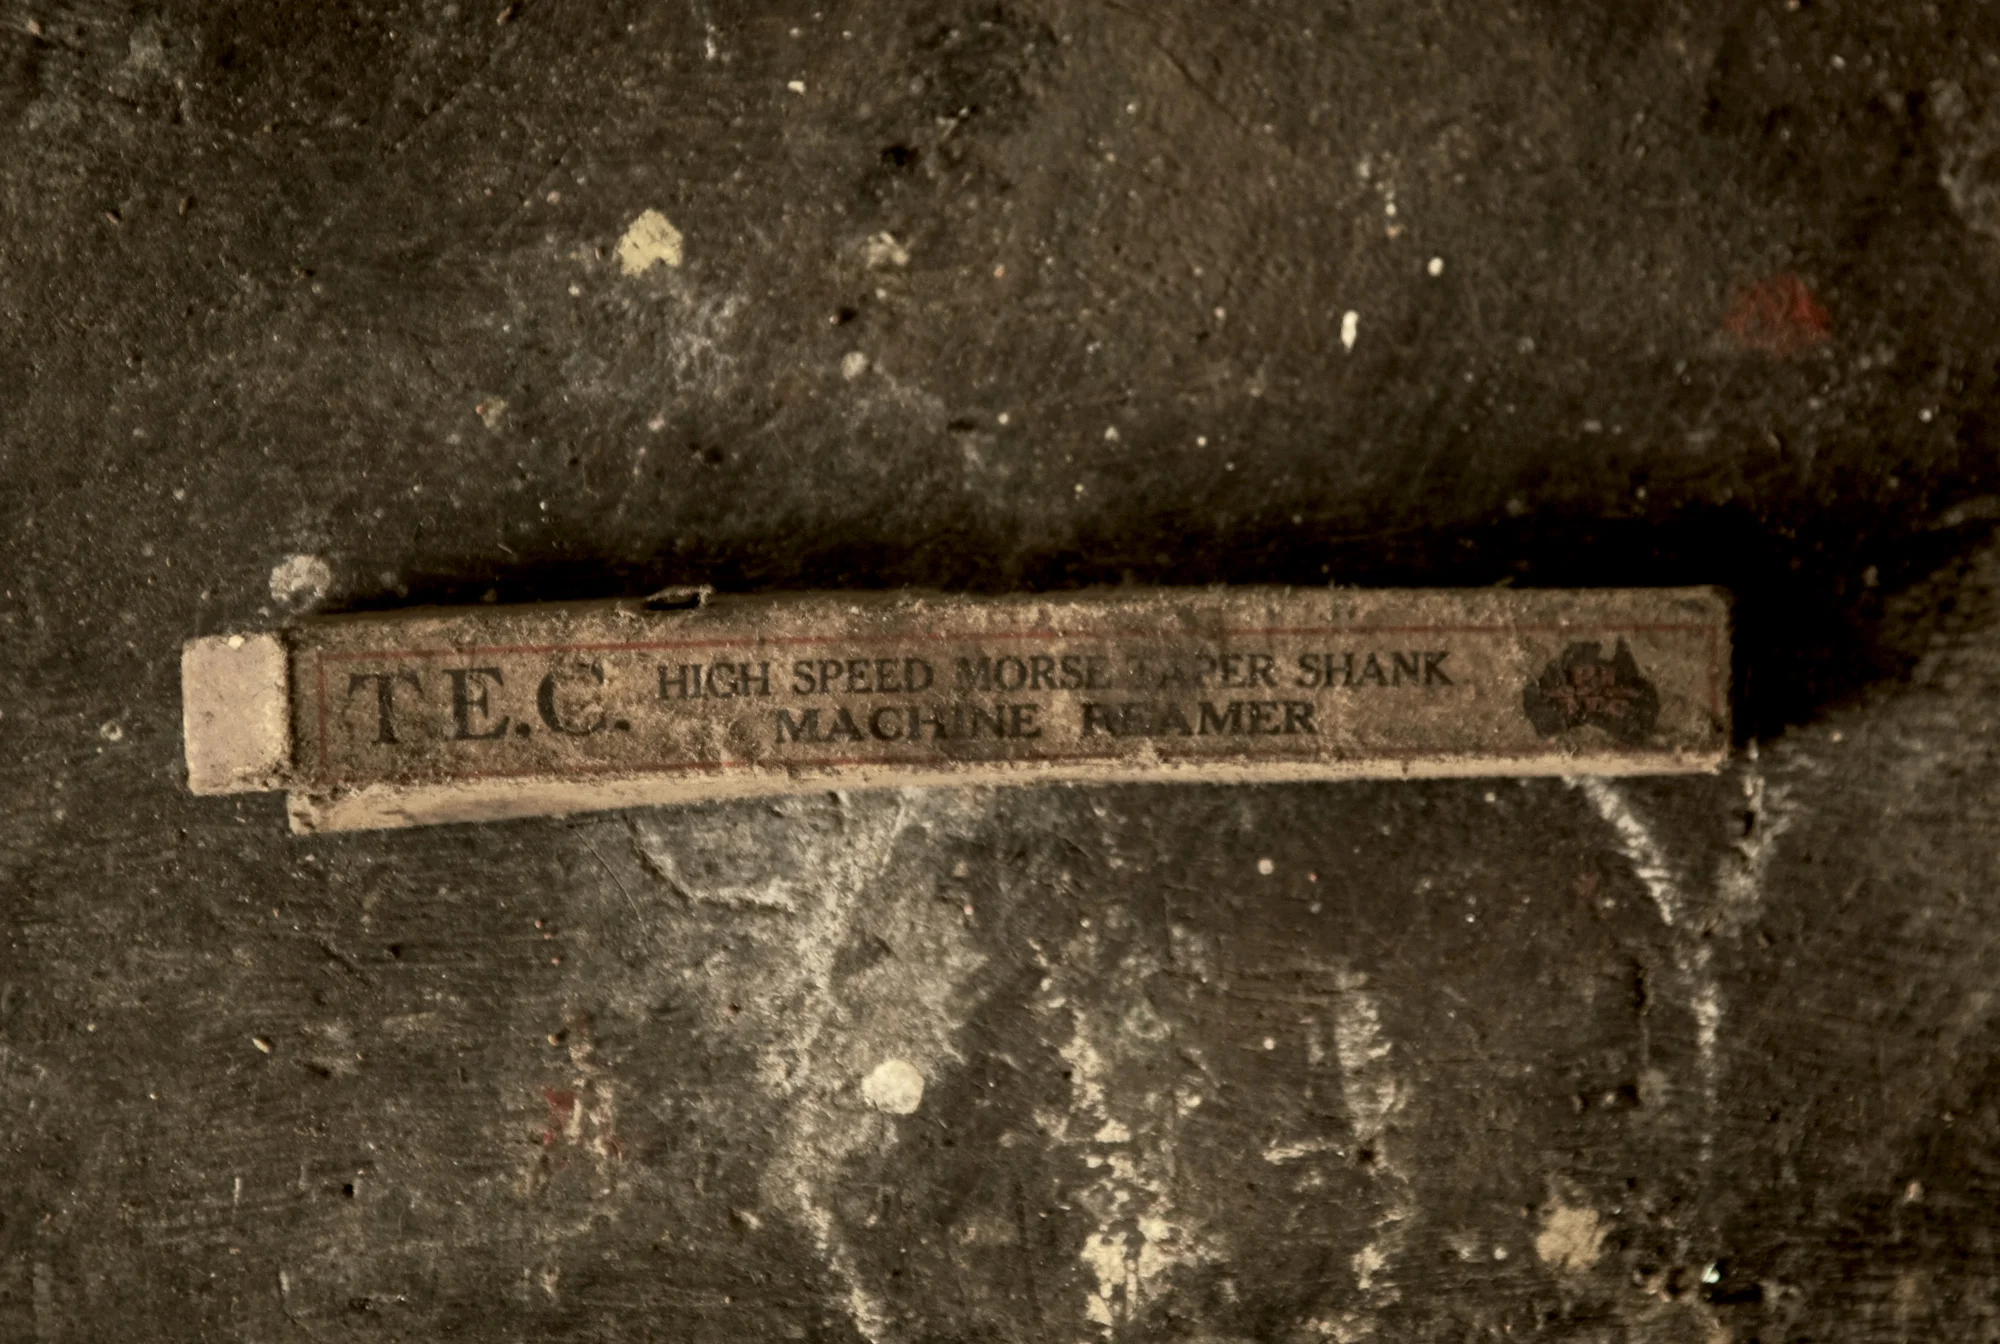 T.E.C. HIGH SPEED MORSE TAPER SHANK
MACHINE REAMER